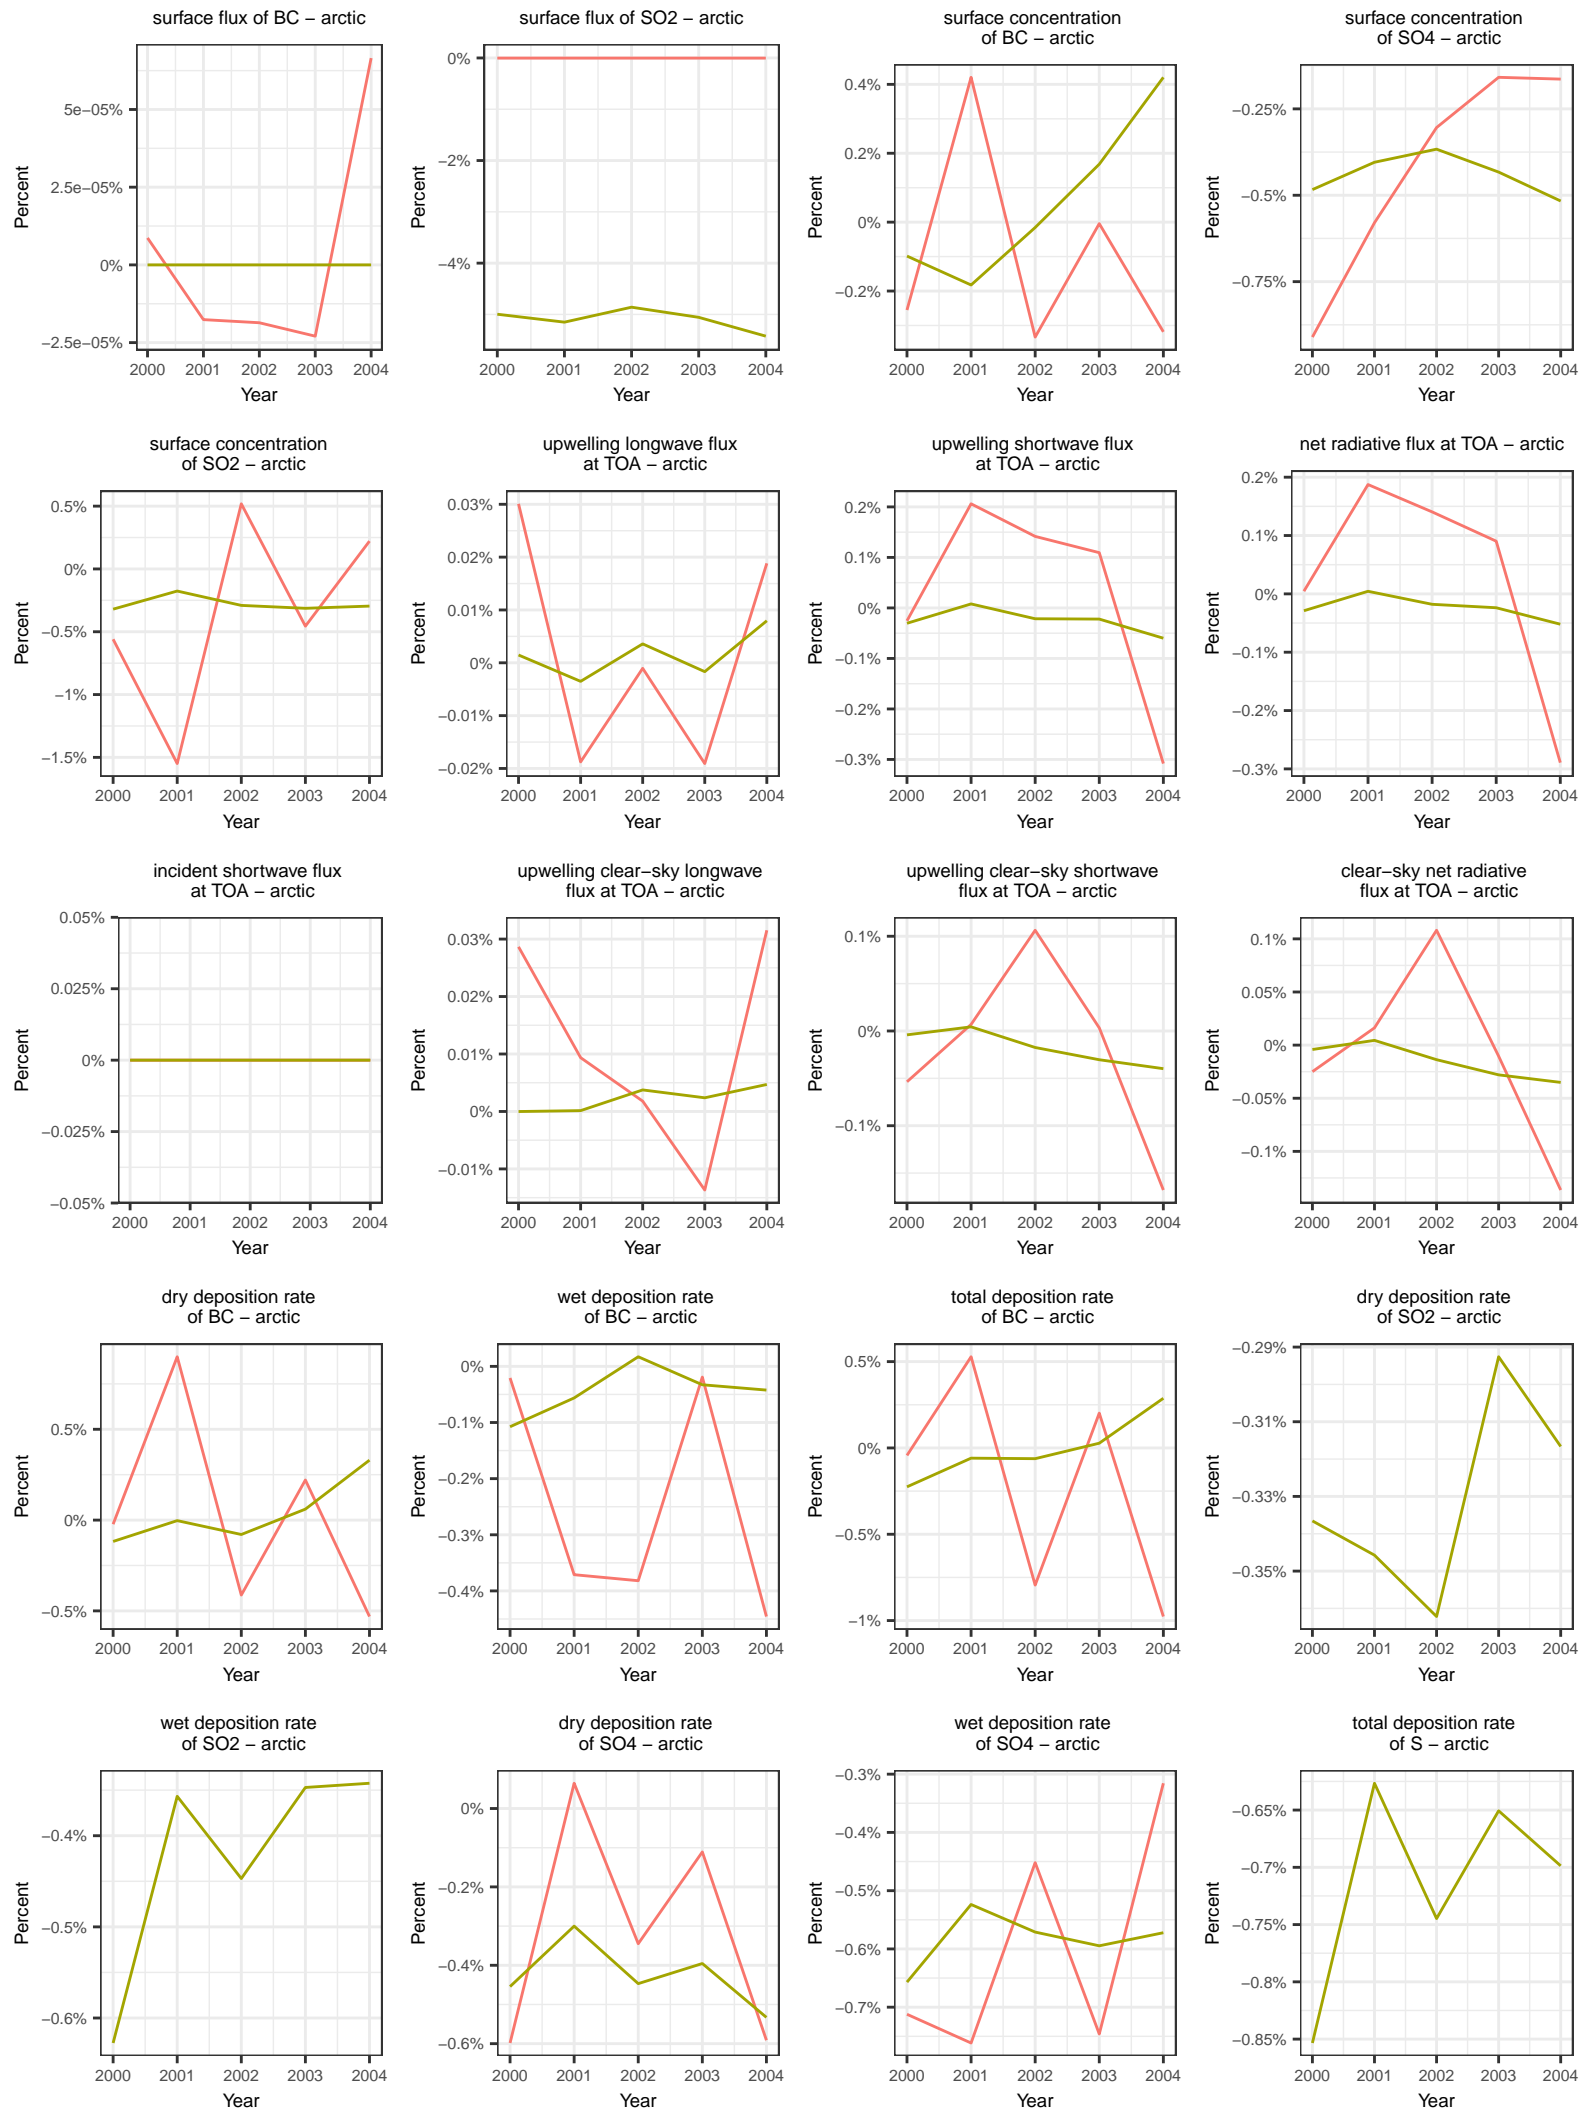 surface flux of BC − arctic
5e−05%
2.5e−05%
0%
−2.5e−05%
2000 2001 2002 2003 2004
Year
Percent
surface flux of SO2 − arctic
0%
−2%
−4%
2000 2001 2002 2003 2004
Year
Percent
surface concentration
of BC − arctic
0.4%
0.2%
0%
−0.2%
2000 2001 2002 2003 2004
Year
Percent
surface concentration
of SO4 − arctic
−0.25%
−0.5%
−0.75%
2000 2001 2002 2003 2004
Year
Percent
surface concentration
of SO2 − arctic
0.5%
0%
−0.5%
−1%
−1.5%
2000 2001 2002 2003 2004
Year
Percent
upwelling longwave flux
at TOA − arctic
0.03%
0.02%
0.01%
0%
−0.01%
−0.02%
2000 2001 2002 2003 2004
Year
Percent
upwelling shortwave flux
at TOA − arctic
0.2%
0.1%
0%
−0.1%
−0.2%
−0.3%
2000 2001 2002 2003 2004
Year
Percent
net radiative flux at TOA − arctic
0.2%
0.1%
0%
−0.1%
−0.2%
−0.3%
2000 2001 2002 2003 2004
Year
Percent
incident shortwave flux
at TOA − arctic
0.05%
0.025%
0%
−0.025%
−0.05%
2000 2001 2002 2003 2004
Year
Percent
upwelling clear−sky longwave
flux at TOA − arctic
0.03%
0.02%
0.01%
0%
−0.01%
2000 2001 2002 2003 2004
Year
Percent
upwelling clear−sky shortwave
flux at TOA − arctic
0.1%
0%
−0.1%
2000 2001 2002 2003 2004
Year
Percent
clear−sky net radiative
flux at TOA − arctic
0.1%
0.05%
0%
−0.05%
−0.1%
2000 2001 2002 2003 2004
Year
Percent
dry deposition rate
of BC − arctic
0.5%
0%
−0.5%
2000 2001 2002 2003 2004
Year
Percent
wet deposition rate
of BC − arctic
0%
−0.1%
−0.2%
−0.3%
−0.4%
2000 2001 2002 2003 2004
Year
Percent
total deposition rate
of BC − arctic
0.5%
0%
−0.5%
−1%
2000 2001 2002 2003 2004
Year
Percent
dry deposition rate
of SO2 − arctic
−0.29%
−0.31%
−0.33%
−0.35%
2000 2001 2002 2003 2004
Year
Percent
wet deposition rate
of SO2 − arctic
−0.4%
−0.5%
−0.6%
2000 2001 2002 2003 2004
Year
Percent
dry deposition rate
of SO4 − arctic
0%
−0.2%
−0.4%
−0.6%
2000 2001 2002 2003 2004
Year
Percent
wet deposition rate
of SO4 − arctic
−0.3%
−0.4%
−0.5%
−0.6%
−0.7%
2000 2001 2002 2003 2004
Year
Percent
total deposition rate
of S − arctic
−0.65%
−0.7%
−0.75%
−0.8%
−0.85%
2000 2001 2002 2003 2004
Year
Percent